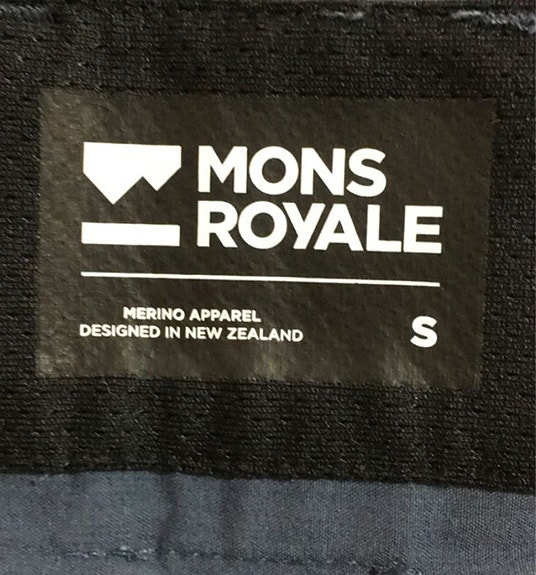 MONS
ROYALE
MERINO APPAREL
DESIGNED IN NEW ZEALAND
S